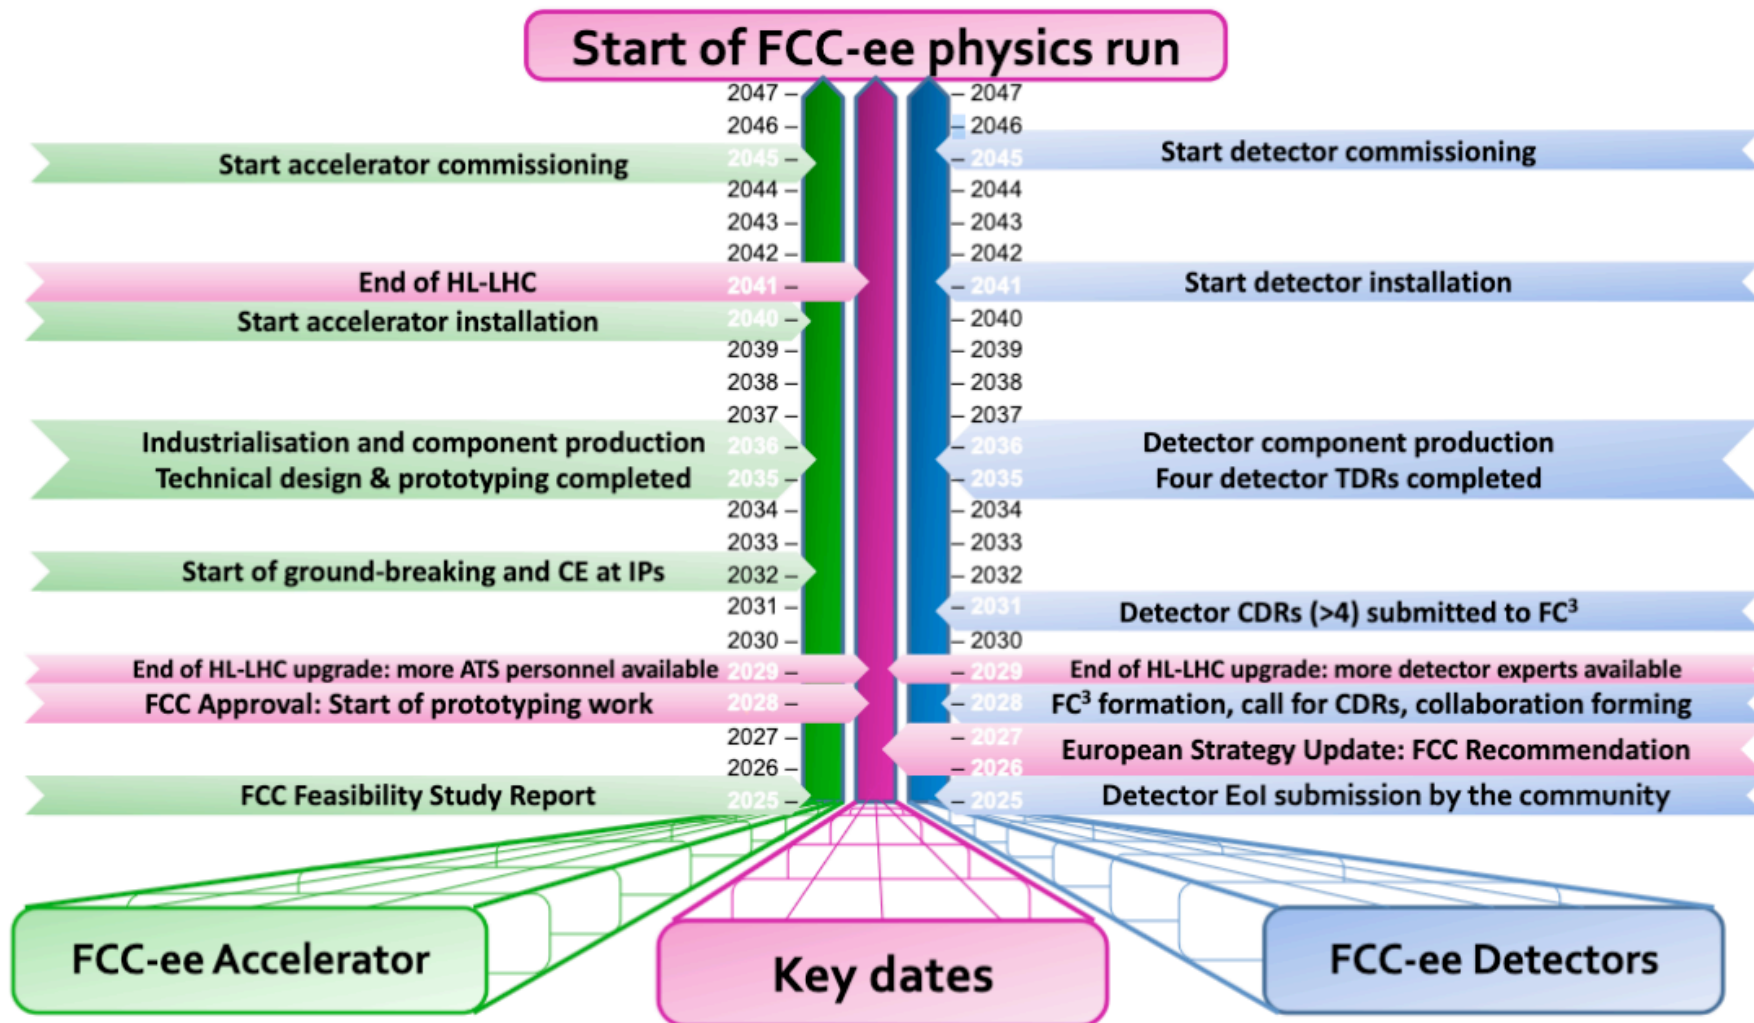 Start of FCC-ee physics run
2047
2046
Start accelerator commissioning 2045
2044
2043
2042
End of HL-LHC 2041
Start accelerator installation 2040
2039
2038
2037
Industrialisation and component production 2036
Technical design & prototyping completed 2035
2034
2033
Start of ground-breaking and CE at IPs 2032
2031
2030
End of HL-LHC upgrade: more ATS personnel available 2029
FCC Approval: Start of prototyping work 2028
2027
2026
FCC Feasibility Study Report 2025
2047
2046
2045 Start detector commissioning
2044
2043
2042
2041 Start detector installation
2040
2039
2038
2037
2036 Detector component production
2035 Four detector TDRs completed
2034
2033
2032
2031 Detector CDRs (>4) submitted to FC³
2030
2029 End of HL-LHC upgrade: more detector experts available
2028 FC³ formation, call for CDRs, collaboration forming
2027
European Strategy Update: FCC Recommendation
2026
2025 Detector EoI submission by the community
FCC-ee Accelerator
Key dates
FCC-ee Detectors